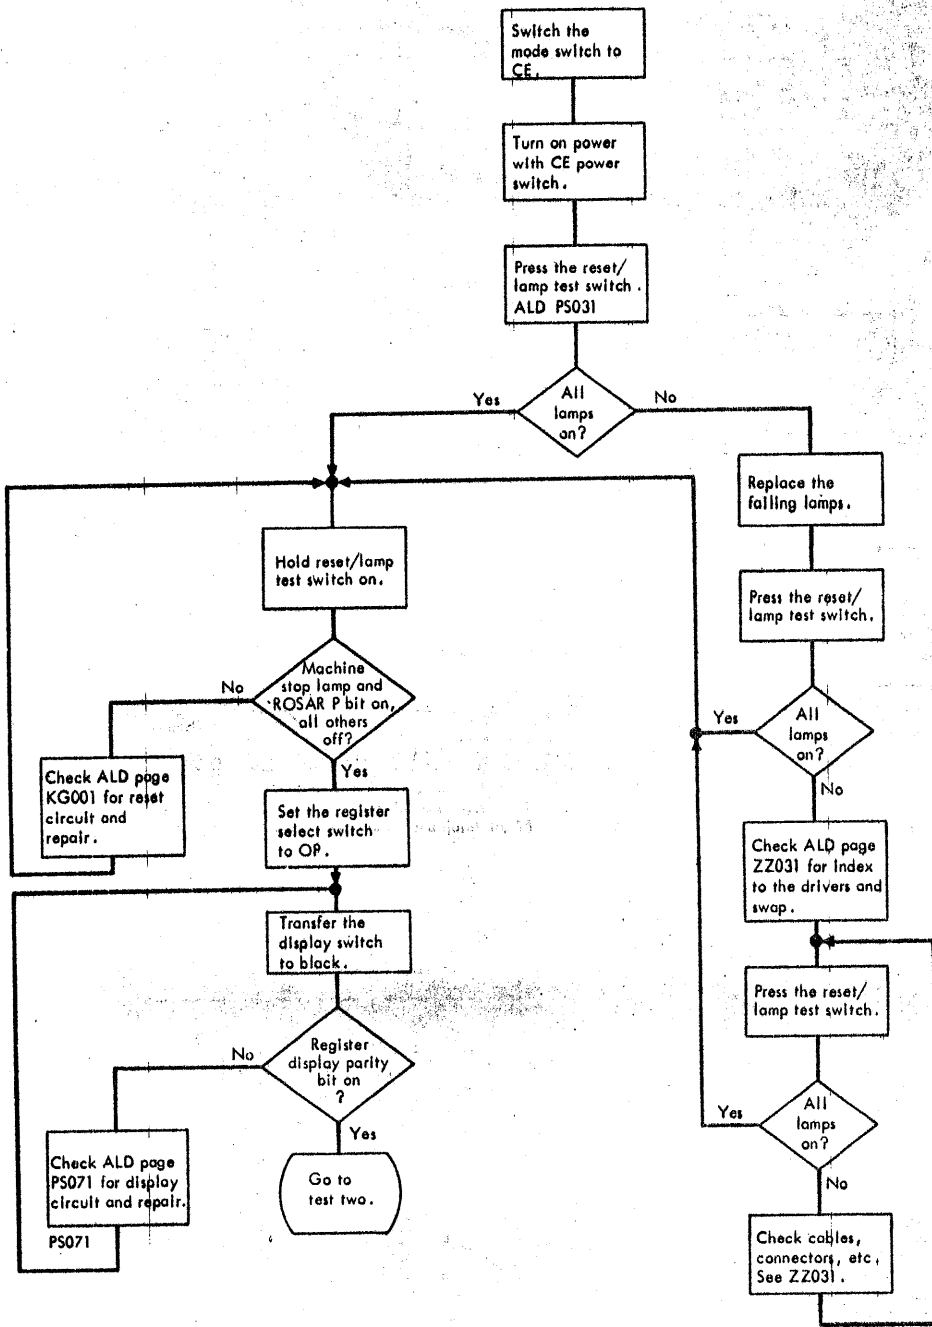 Switch the
mode switch to
CE.
Turn on power
with CE power
switch.
Press the reset/
lamp test switch.
ALD PS031
Yes
All
lamps
on?
No
Replace the
failing lamps.
Hold reset/lamp
test switch on.
Press the reset/
lamp test switch.
No
Machine
stop lamp and
ROSAR P bit on,
all others
off?
Yes
Yes
All
lamps
on?
No
Check ALD page
KG001 for reset
circuit and
repair.
Set the register
select switch
to OP.
Check ALD page
ZZ031 for index
to the drivers and
swap.
Transfer the
display switch
to black.
Press the reset/
lamp test switch.
No
Register
display parity
bit on
?
Yes
Yes
All
lamps
on?
No
Check ALD page
PS071 for display
circuit and repair.
PS071
Go to
test two.
Check cables,
connectors, etc.
See ZZ031.